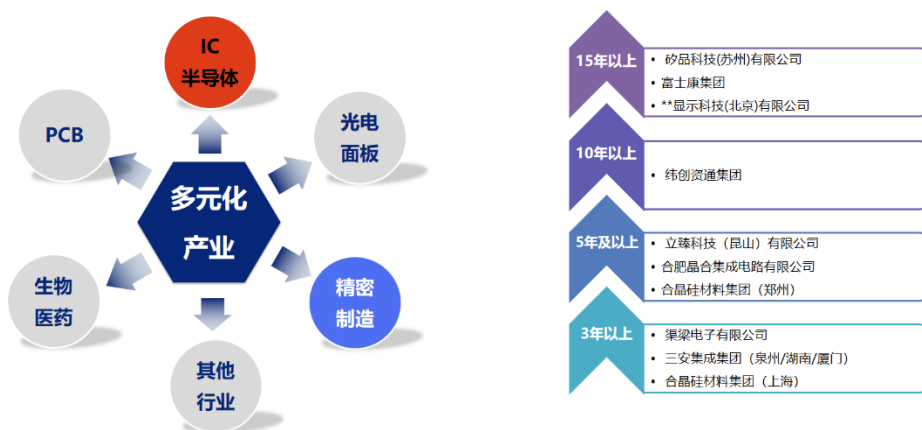 IC
半导体
光电
面板
精密
制造
其他
行业
生物
医药
PCB
多元化
产业
15年以上
• 矽品科技(苏州)有限公司
• 富士康集团
• **显示科技(北京)有限公司
10年以上
• 纬创资通集团
5年及以上
• 立臻科技（昆山）有限公司
• 合肥晶合集成电路有限公司
• 合晶硅材料集团（郑州）
3年以上
• 渠梁电子有限公司
• 三安集成集团（泉州/湖南/厦门）
• 合晶硅材料集团（上海）